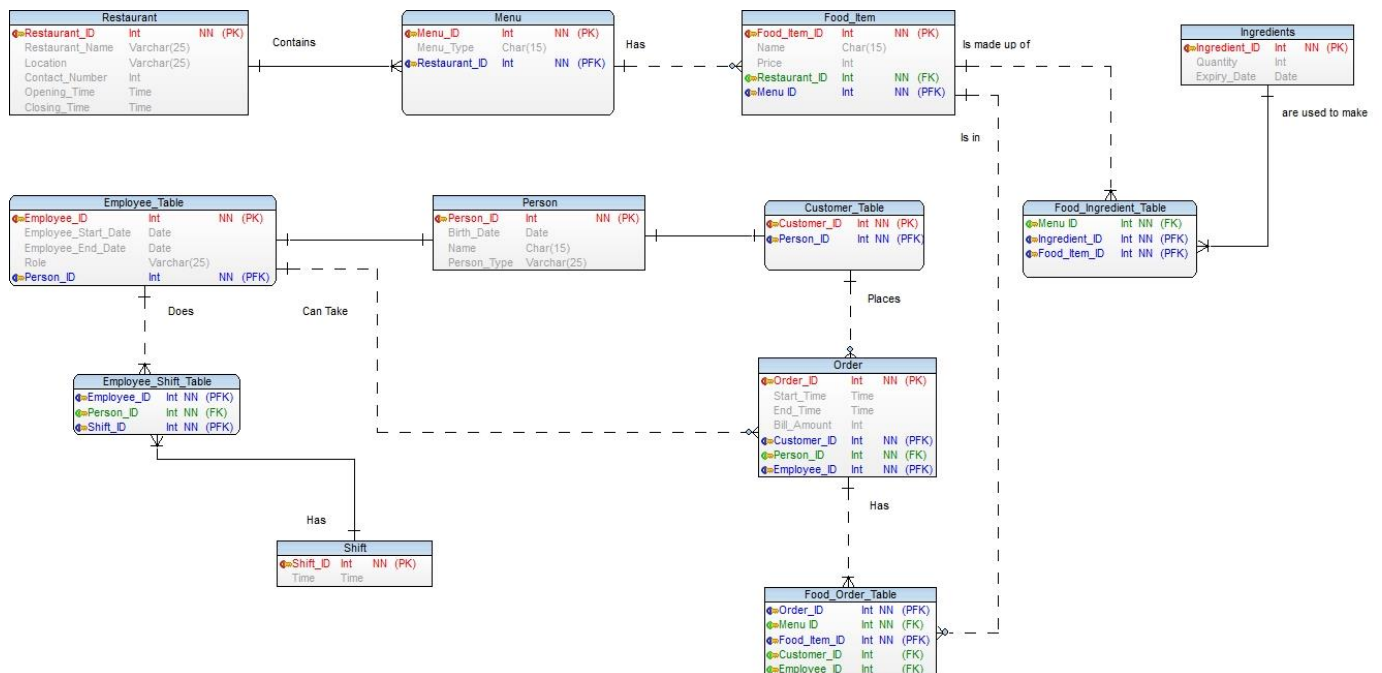 Restaurant
Restaurant_ID Int NN (PK)
Restaurant_Name Varchar(25)
Location Varchar(25)
Contact_Number Int
Opening_Time Time
Closing_Time Time
Contains
Menu
Menu_ID Int NN (PK)
Menu_Type Char(15)
Restaurant_ID Int NN (PFK)
Has
Food_Item
Food_Item_ID Int NN (PK)
Name Char(15)
Price Int
Restaurant_ID Int NN (FK)
Menu ID Int NN (PFK)
Is made up of
Is in
Ingredients
Ingredient_ID Int NN (PK)
Quantity Int
Expiry_Date Date
are used to make
Employee_Table
Employee_ID Int NN (PK)
Employee_Start_Date Date
Employee_End_Date Date
Role Varchar(25)
Person_ID Int NN (PFK)
Person
Person_ID Int NN (PK)
Birth_Date Date
Name Char(15)
Person_Type Varchar(25)
Customer_Table
Customer_ID Int NN (PK)
Person_ID Int NN (PFK)
Food_Ingredient_Table
Menu ID Int NN (FK)
Ingredient_ID Int NN (PFK)
Food_Item_ID Int NN (PFK)
Does
Can Take
Places
Employee_Shift_Table
Employee_ID Int NN (PFK)
Person_ID Int NN (FK)
Shift_ID Int NN (PFK)
Order
Order_ID Int NN (PK)
Start_Time Time
End_Time Time
Bill_Amount Int
Customer_ID Int NN (PFK)
Person_ID Int NN (FK)
Employee_ID Int NN (PFK)
Has
Has
Shift
Shift_ID Int NN (PK)
Time Time
Food_Order_Table
Order_ID Int NN (PFK)
Menu ID Int NN (FK)
Food_Item_ID Int NN (PFK)
Customer_ID Int (FK)
Employee_ID Int (FK)